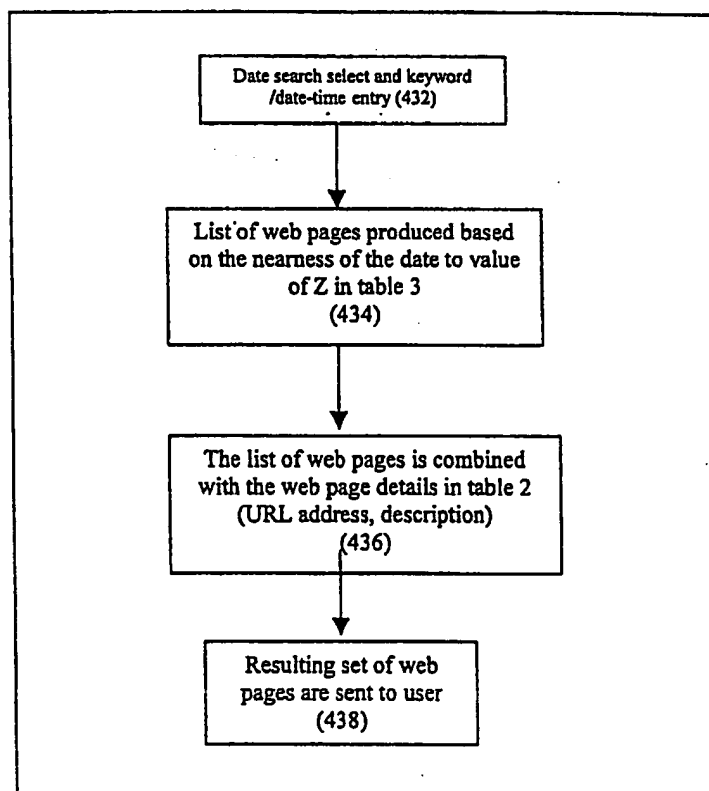 Date search select and keyword
/date-time entry (432)
List of web pages produced based
on the nearness of the date to value
of Z in table 3
(434)
The list of web pages is combined
with the web page details in table 2
(URL address, description)
(436)
Resulting set of web
pages are sent to user
(438)